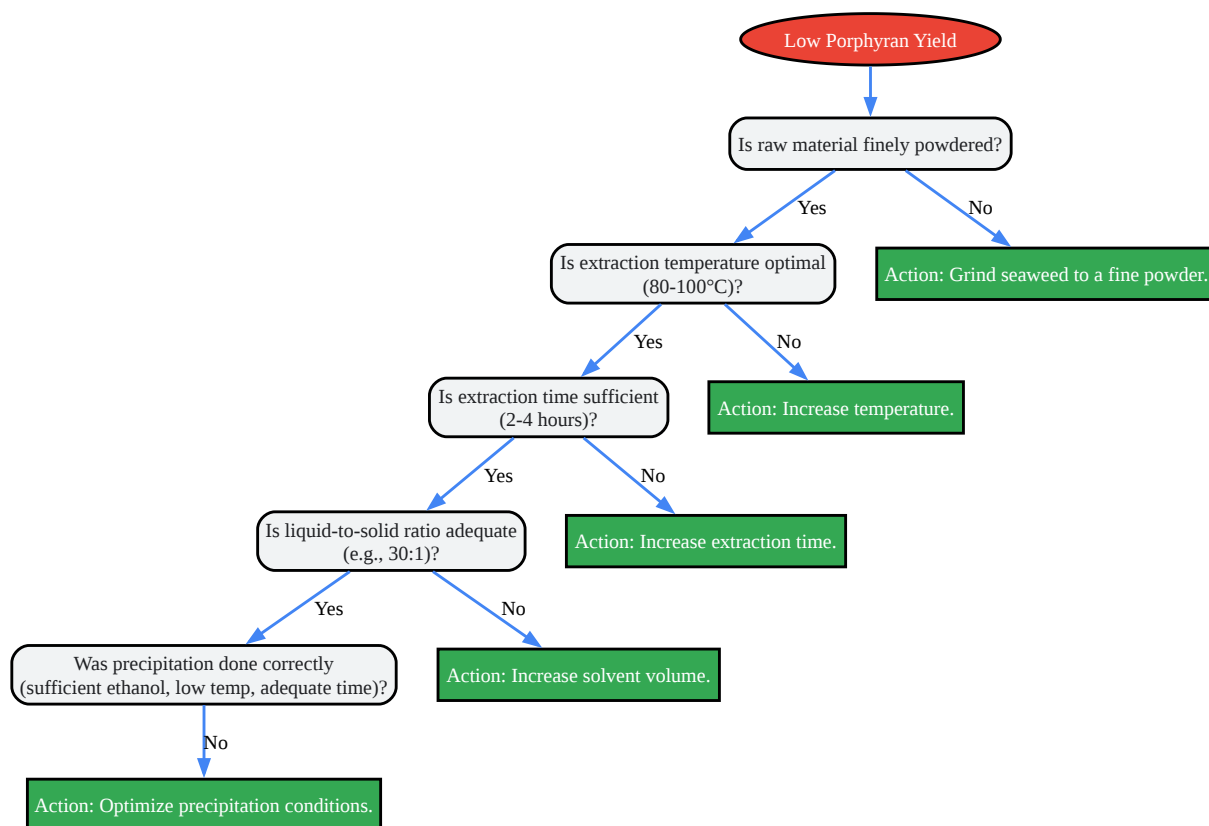 Low Porphyran Yield
Is raw material finely powdered?
Yes
No
Is extraction temperature optimal
(80-100°C)?
Action: Grind seaweed to a fine powder.
Yes
No
Is extraction time sufficient
(2-4 hours)?
Action: Increase temperature.
Yes
No
Is liquid-to-solid ratio adequate
(e.g., 30:1)?
Action: Increase extraction time.
Yes
No
Was precipitation done correctly
(sufficient ethanol, low temp, adequate time)?
Action: Increase solvent volume.
No
Action: Optimize precipitation conditions.